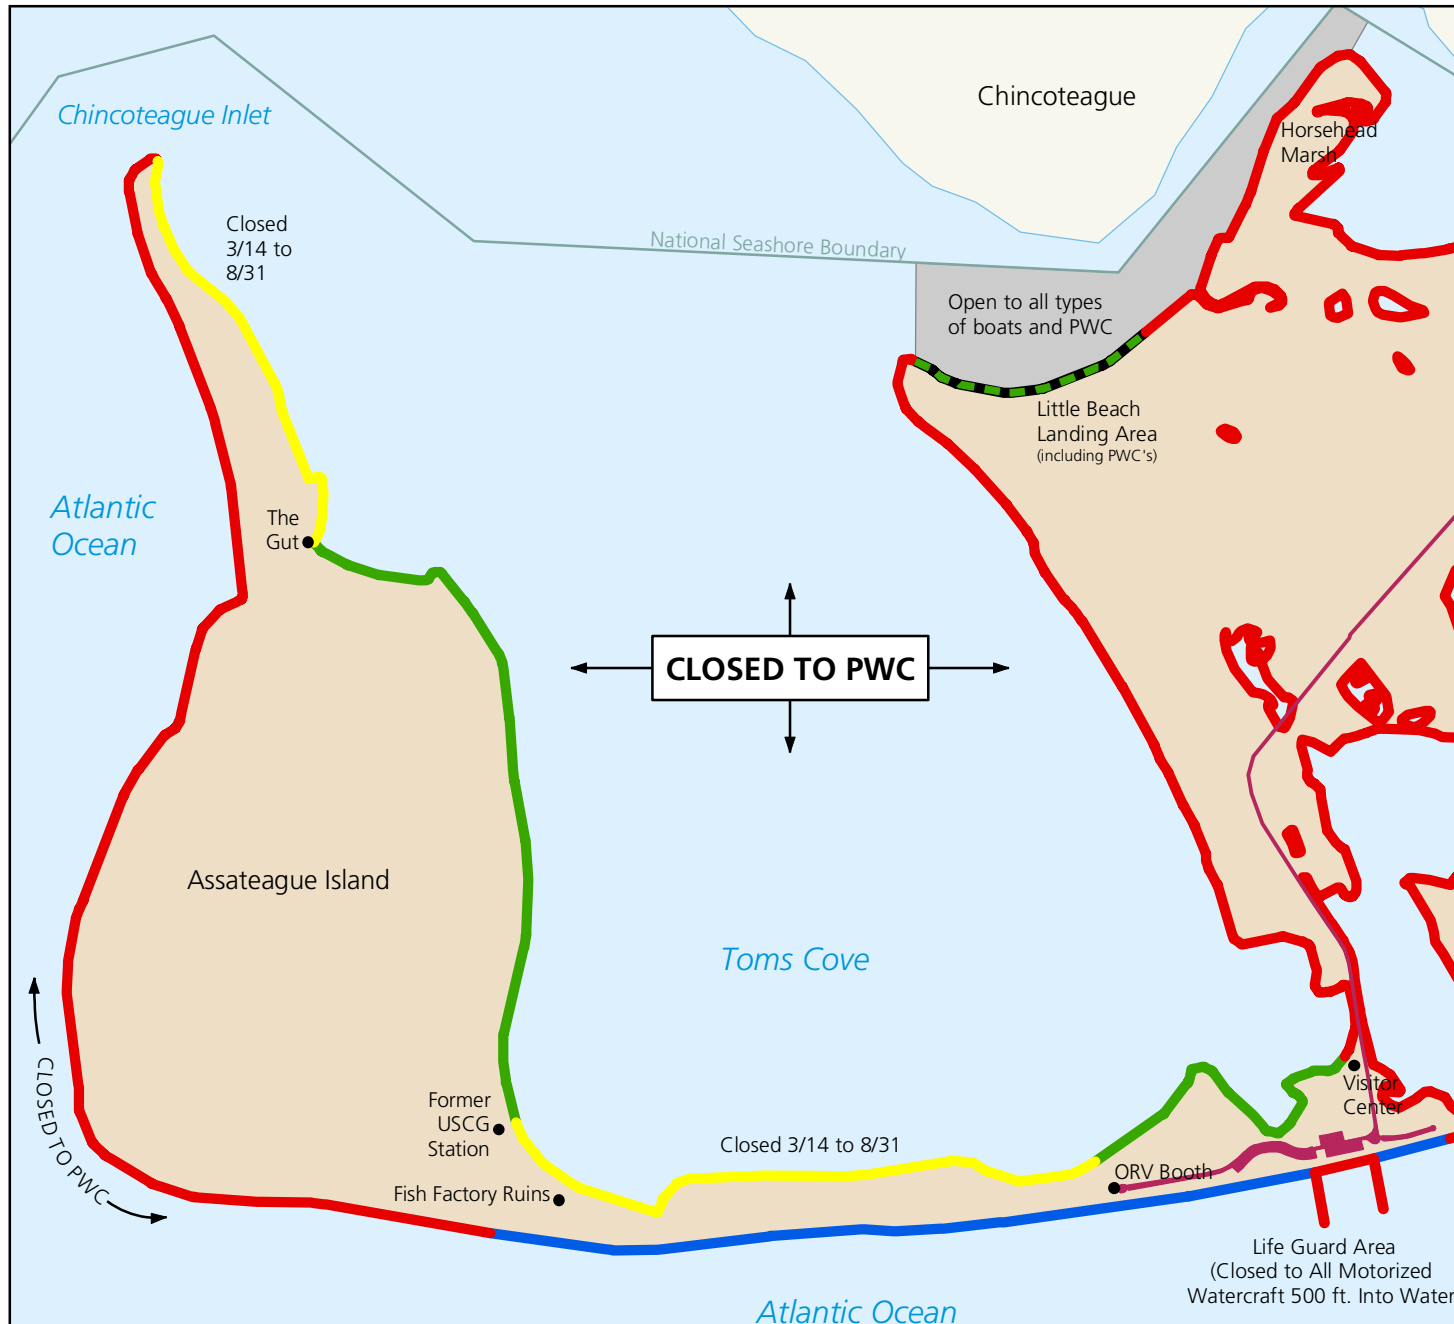 Chincoteague
Chincoteague Inlet
Horsehead
Marsh
Closed
3/14 to
8/31
National Seashore Boundary
Open to all types
of boats and PWC
Little Beach
Landing Area
(including PWC's)
Atlantic
Ocean
The
Gut
CLOSED TO PWC
Assateague Island
Toms Cove
CLOSED TO PWC
Former
USCG
Station
Visitor
Center
Closed 3/14 to 8/31
ORV Booth
Fish Factory Ruins
Life Guard Area
(Closed to All Motorized
Watercraft 500 ft. Into Water
Atlantic Ocean